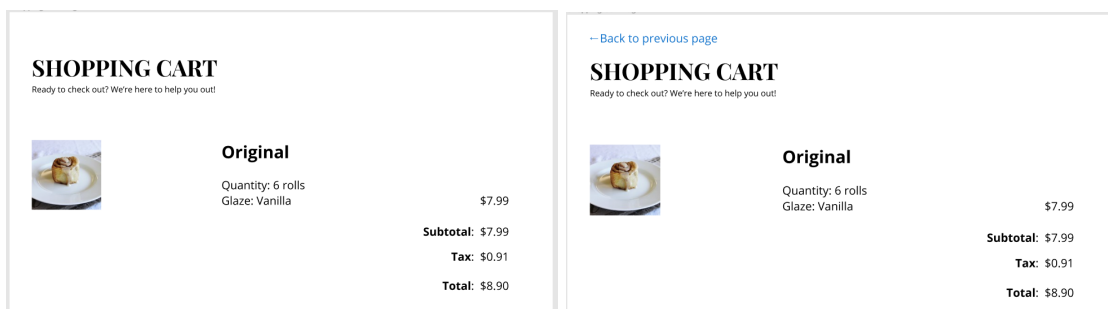 SHOPPING CART
Ready to check out? We're here to help you out!
Original
Quantity: 6 rolls
Glaze: Vanilla
$7.99
Subtotal: $7.99
Tax: $0.91
Total: $8.90
←Back to previous page
SHOPPING CART
Ready to check out? We're here to help you out!
Original
Quantity: 6 rolls
Glaze: Vanilla
$7.99
Subtotal: $7.99
Tax: $0.91
Total: $8.90